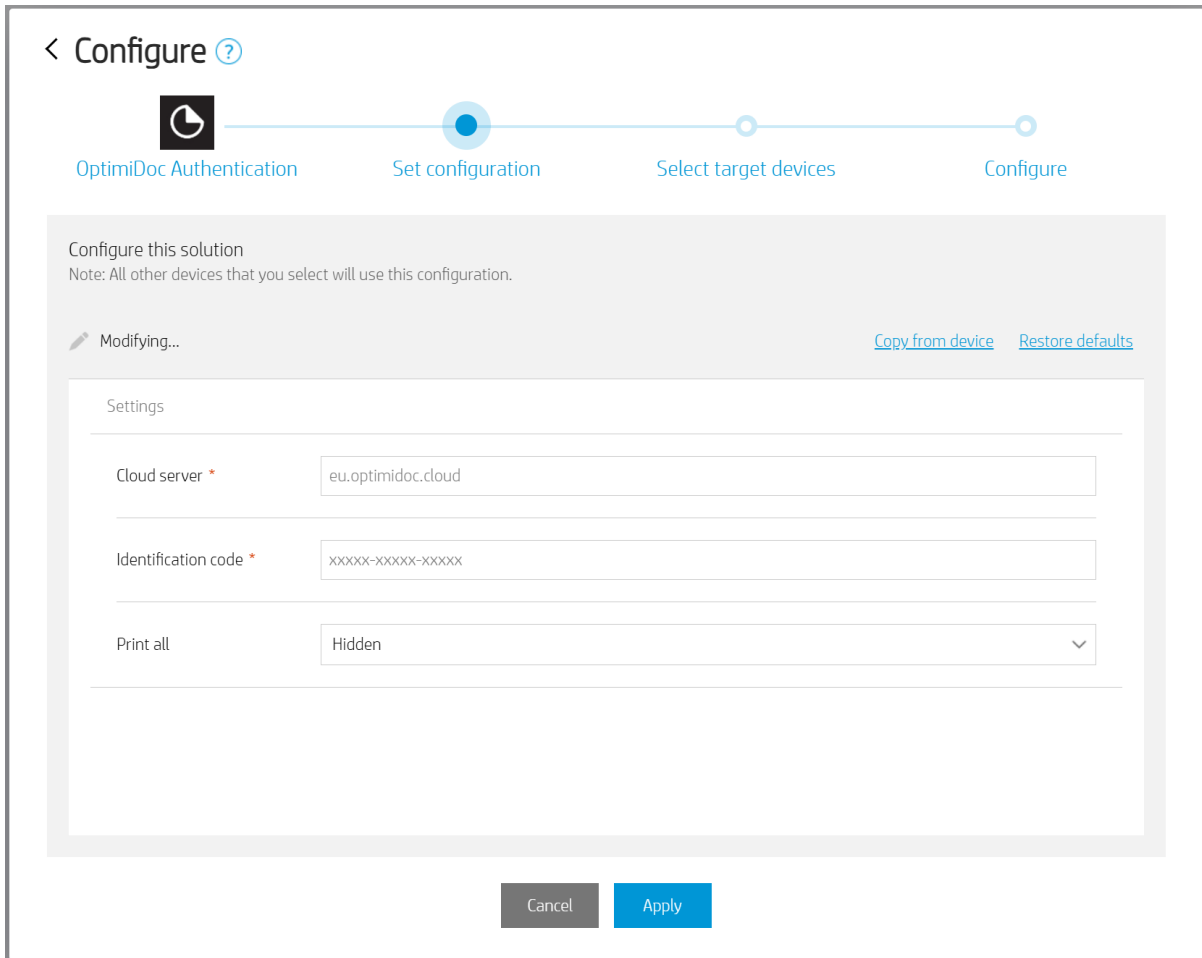 Configure ?
OptimiDoc Authentication Set configuration Select target devices Configure
Configure this solution
Note: All other devices that you select will use this configuration.
Modifying... Copy from device Restore defaults
Settings
Cloud server * eu.optimidoc.cloud
Identification code * xxxxx-xxxxx-xxxxx
Print all Hidden
Cancel Apply